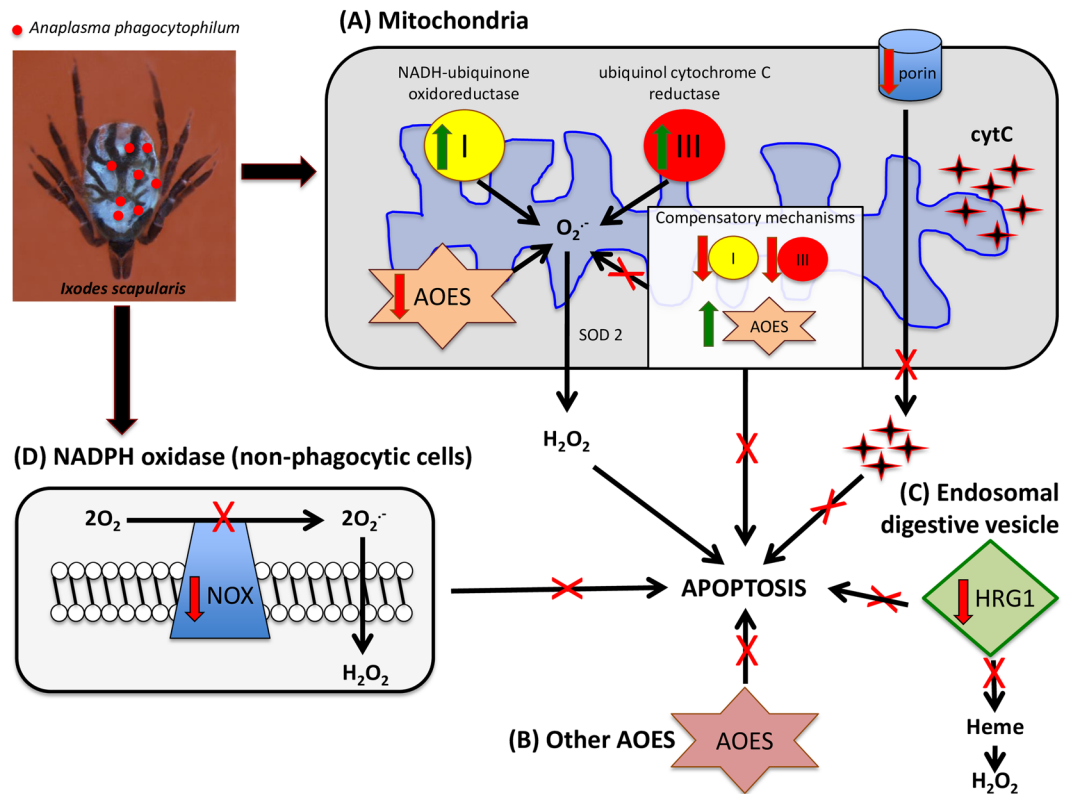 Anaplasma phagocytophilum
Ixodes scapularis
(A) Mitochondria
NADH-ubiquinone
oxidoreductase
ubiquinol cytochrome C
reductase
porin
I
III
cytC
O₂·⁻
Compensatory mechanisms
I
III
AOES
AOES
SOD 2
H₂O₂
(D) NADPH oxidase (non-phagocytic cells)
2O₂
2O₂·⁻
NOX
H₂O₂
APOPTOSIS
(C) Endosomal
digestive vesicle
HRG1
Heme
H₂O₂
(B) Other AOES
AOES